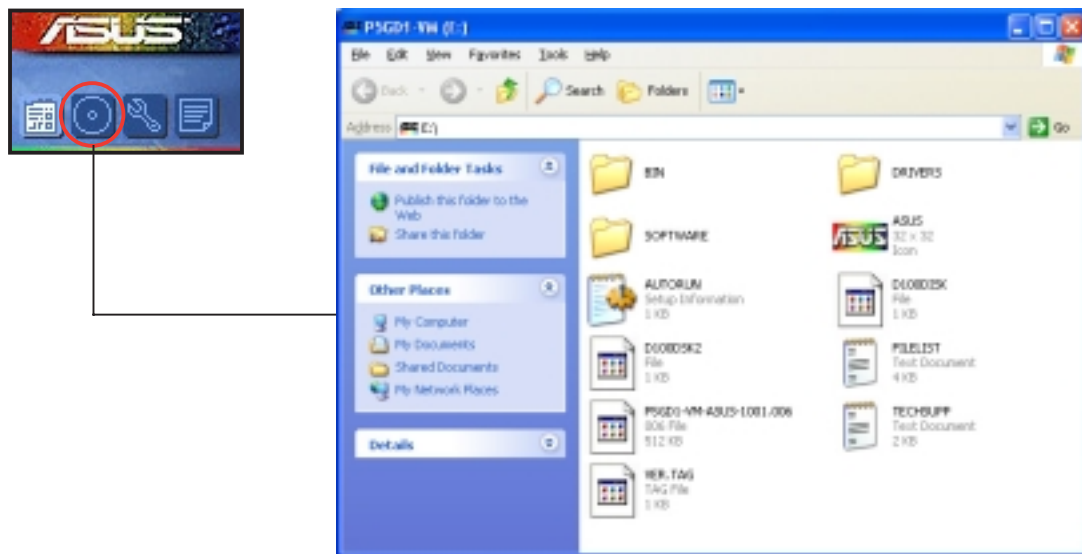 ASUS
P5GD1-VM (E:)
File Edit View Favorites Tools Help
Back Search Folders
Address E:\ Go
File and Folder Tasks
Publish this folder to the
Web
Share this folder
Other Places
My Computer
My Documents
Shared Documents
My Network Places
Details
BIN
DRIVERS
SOFTWARE
ASUS
32 x 32
Icon
AUTORUN
Setup Information
1 KB
File
1 KB
File
1 KB
FILELIST
Text Document
4 KB
P5GD1-VM-ASUS-1001.006
006 File
512 KB
TECHSUPP
Text Document
2 KB
VER.TAG
TAG File
1 KB